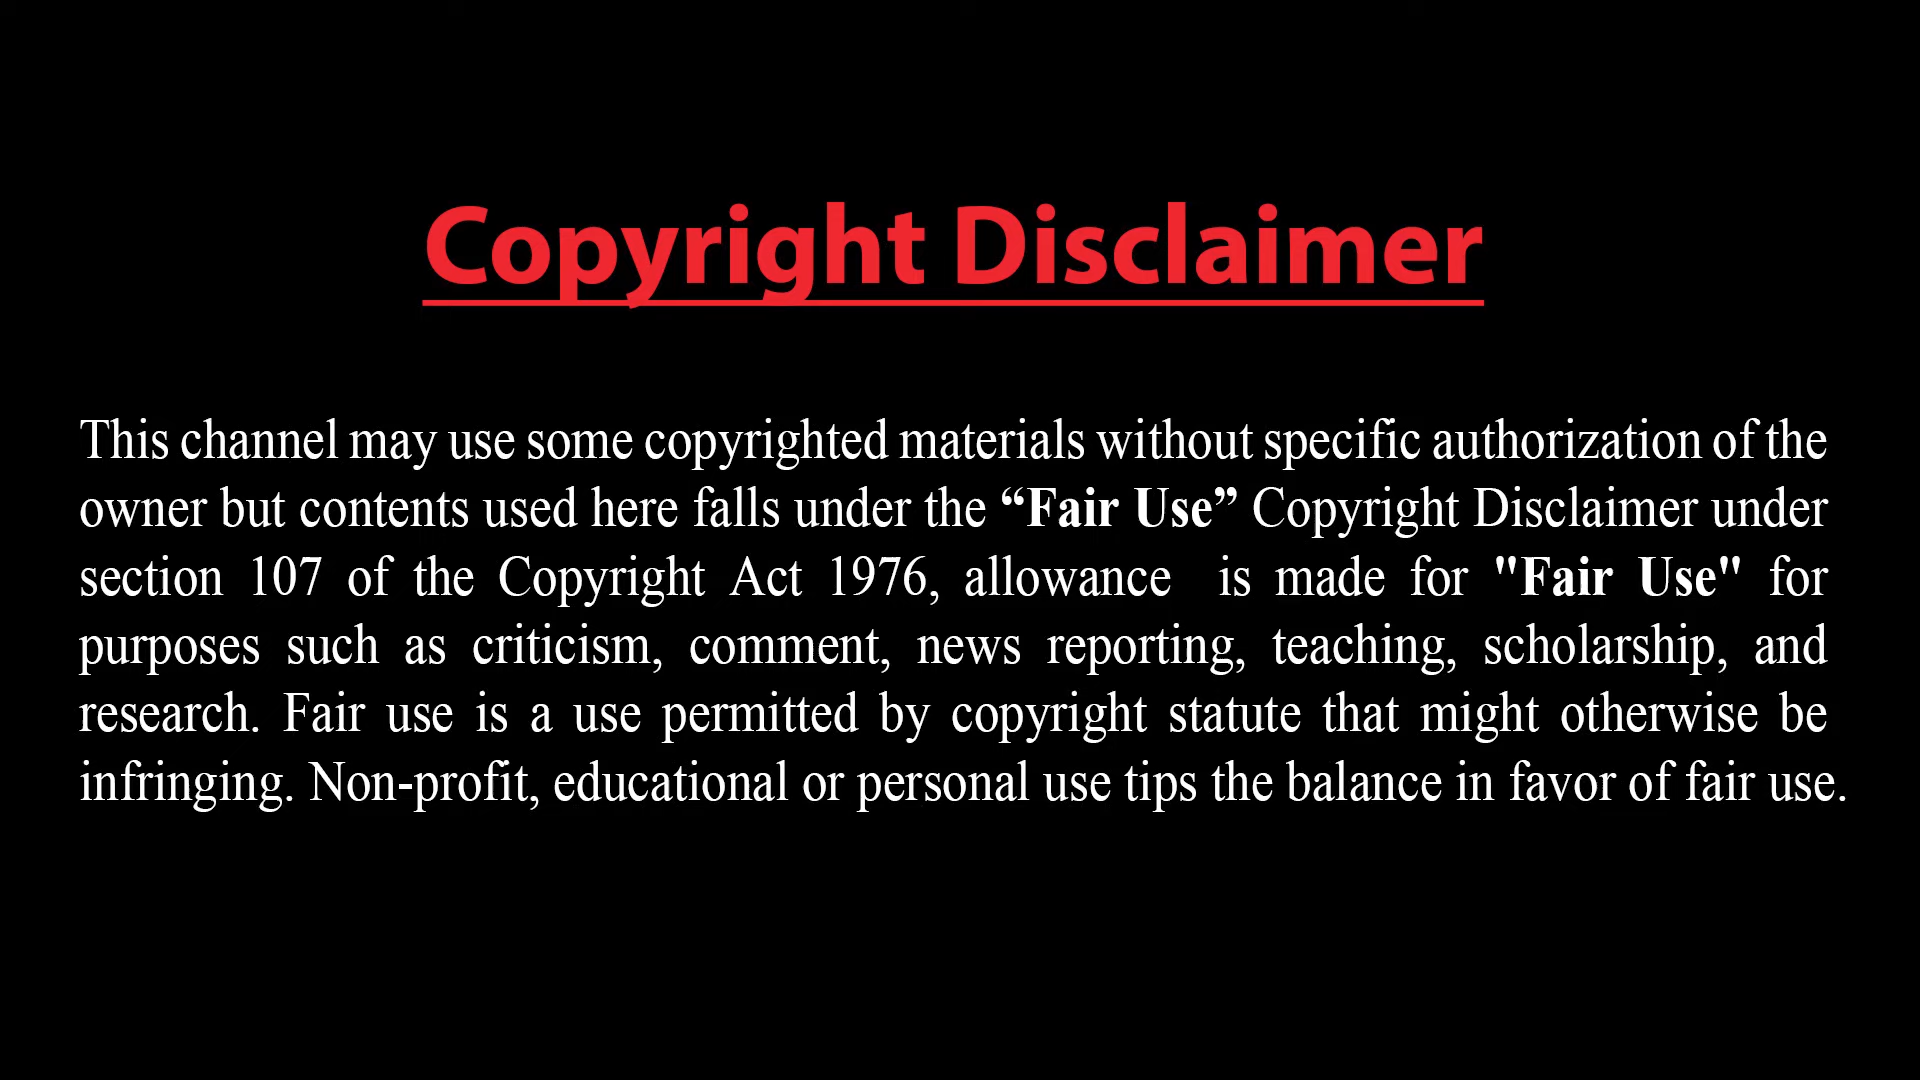 Copyright Disclaimer
This channel may use some copyrighted materials without specific authorization of the
owner but contents used here falls under the “Fair Use” Copyright Disclaimer under
section 107 of the Copyright Act 1976, allowance  is made for "Fair Use" for
purposes such as criticism, comment, news reporting, teaching, scholarship, and
research. Fair use is a use permitted by copyright statute that might otherwise be
infringing. Non-profit, educational or personal use tips the balance in favor of fair use.